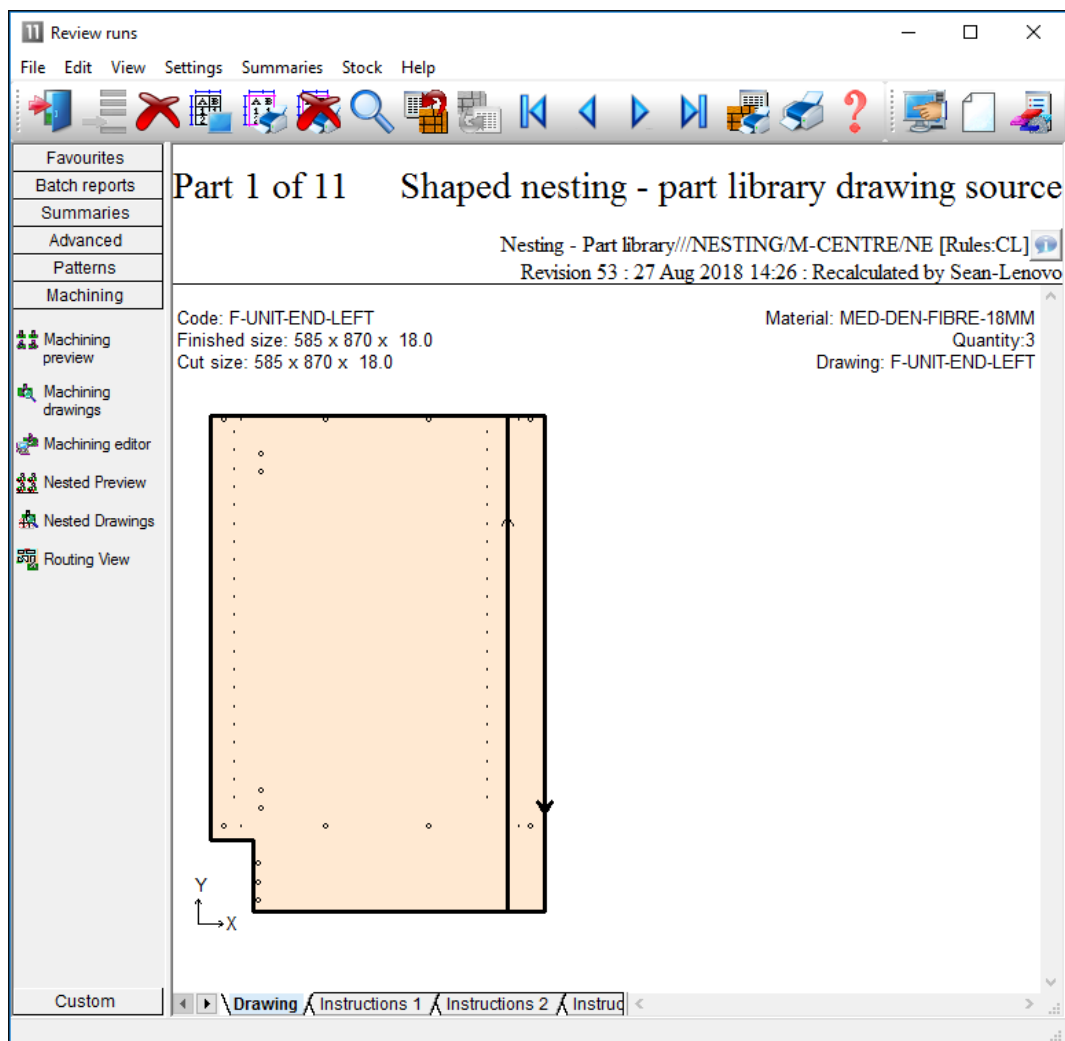 11 Review runs
File Edit View Settings Summaries Stock Help
Favourites
Batch reports
Summaries
Advanced
Patterns
Machining
Machining
preview
Machining
drawings
Machining editor
Nested Preview
Nested Drawings
Routing View
Custom
Part 1 of 11 Shaped nesting - part library drawing source
Nesting - Part library///NESTING/M-CENTRE/NE [Rules:CL]
Revision 53 : 27 Aug 2018 14:26 : Recalculated by Sean-Lenovo
Code: F-UNIT-END-LEFT
Finished size: 585 x 870 x 18.0
Cut size: 585 x 870 x 18.0
Material: MED-DEN-FIBRE-18MM
Quantity:3
Drawing: F-UNIT-END-LEFT
Y
X
Drawing Instructions 1 Instructions 2 Instruc